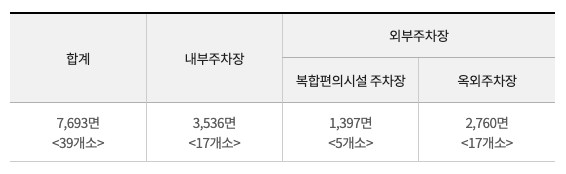 합계
내부주차장
외부주차장
복합편의시설 주차장
옥외주차장
7,693면
<39개소>
3,536면
<17개소>
1,397면
<5개소>
2,760면
<17개소>